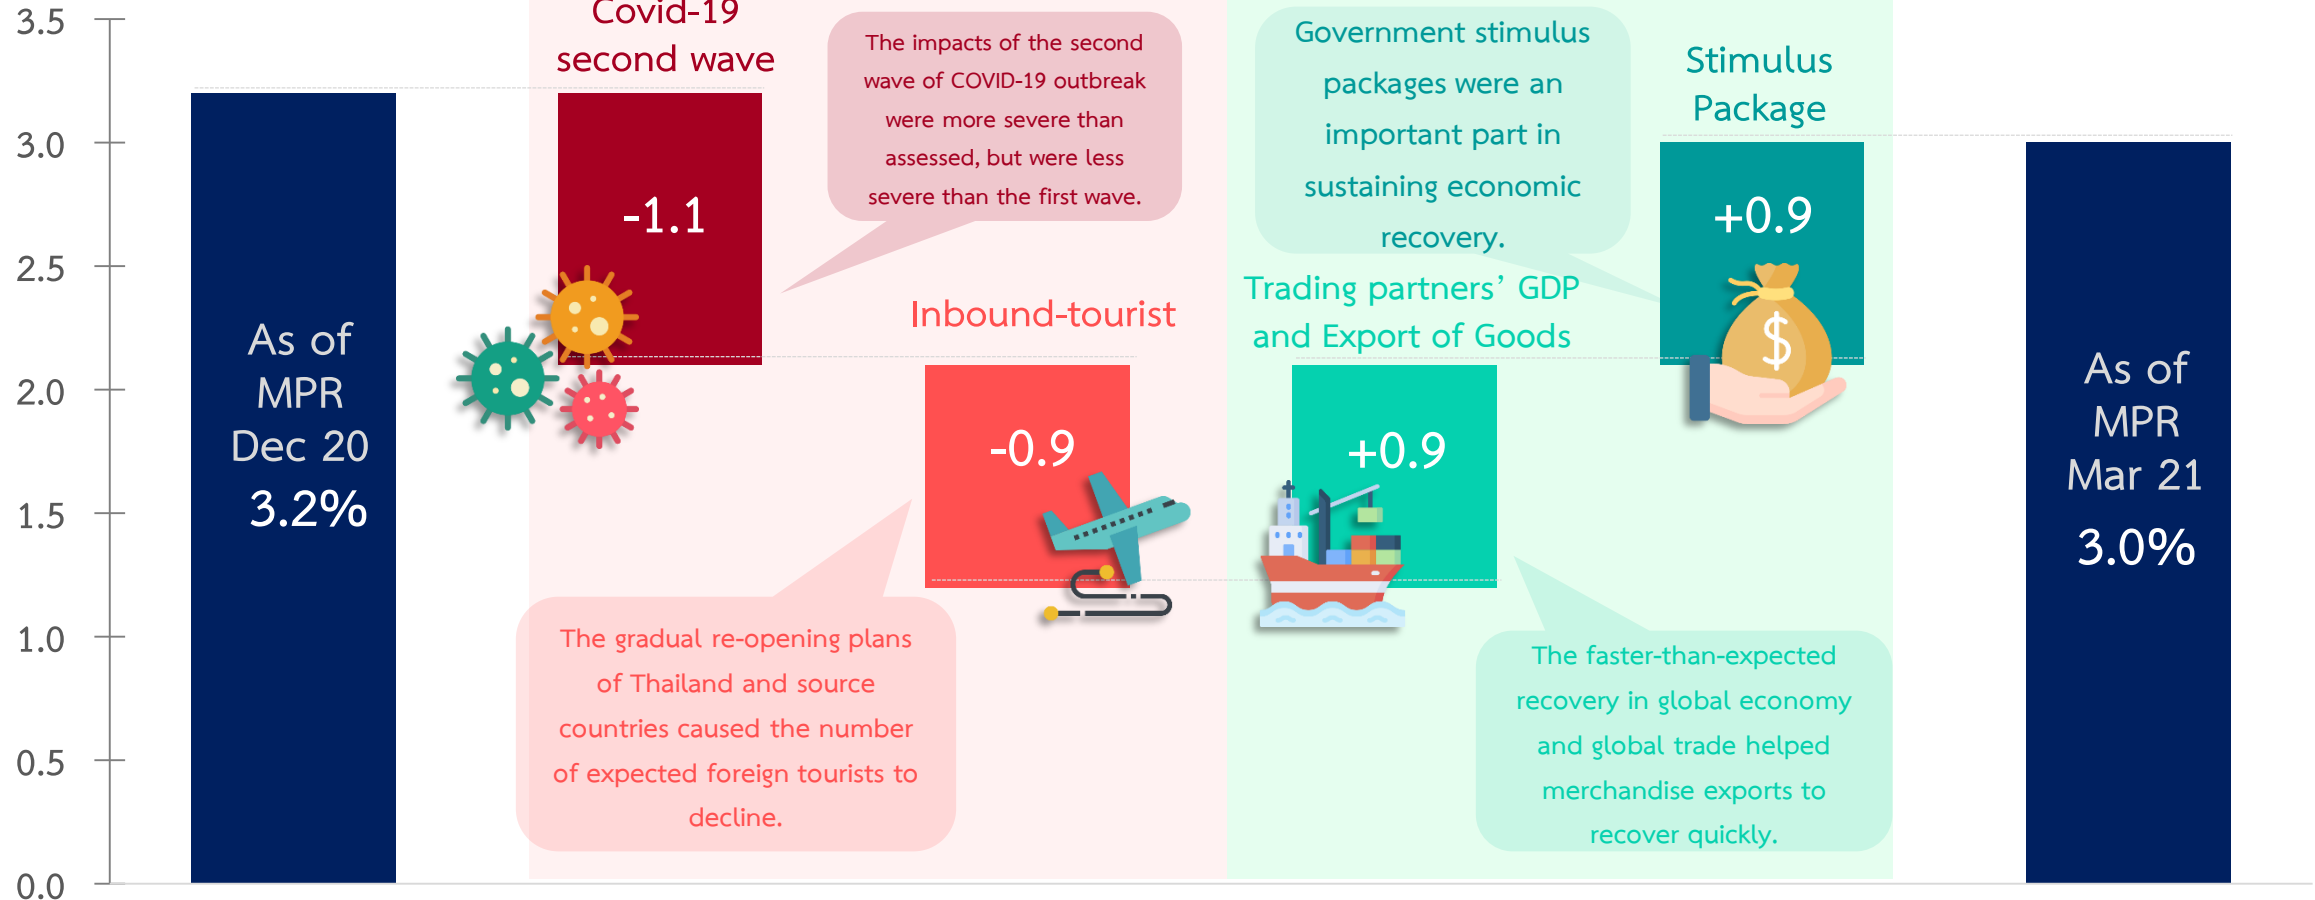 3.5
3.0
2.5
2.0
1.5
1.0
0.5
0.0
As of
MPR
Dec 20
3.2%
Covid-19
second wave
-1.1
The impacts of the second
wave of COVID-19 outbreak
were more severe than
assessed, but were less
severe than the first wave.
Inbound-tourist
-0.9
The gradual re-opening plans
of Thailand and source
countries caused the number
of expected foreign tourists to
decline.
Government stimulus
packages were an
important part in
sustaining economic
recovery.
Trading partners’ GDP
and Export of Goods
+0.9
The faster-than-expected
recovery in global economy
and global trade helped
merchandise exports to
recover quickly.
Stimulus
Package
+0.9
$
As of
MPR
Mar 21
3.0%